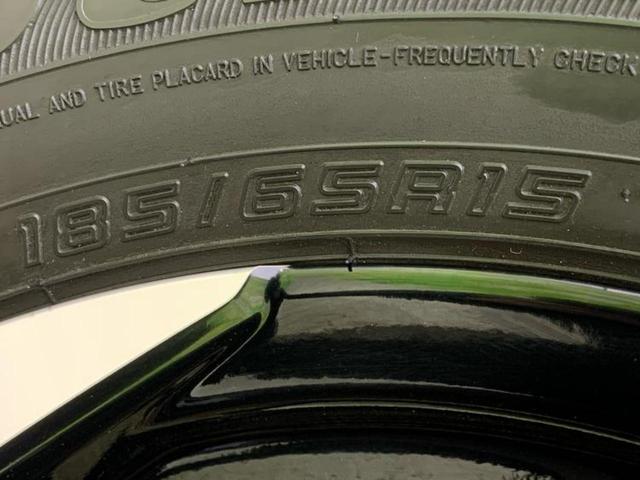 UAL AND TIRE PLACARD IN VEHICLE-FREQUENTLY CHECK
185/65R15